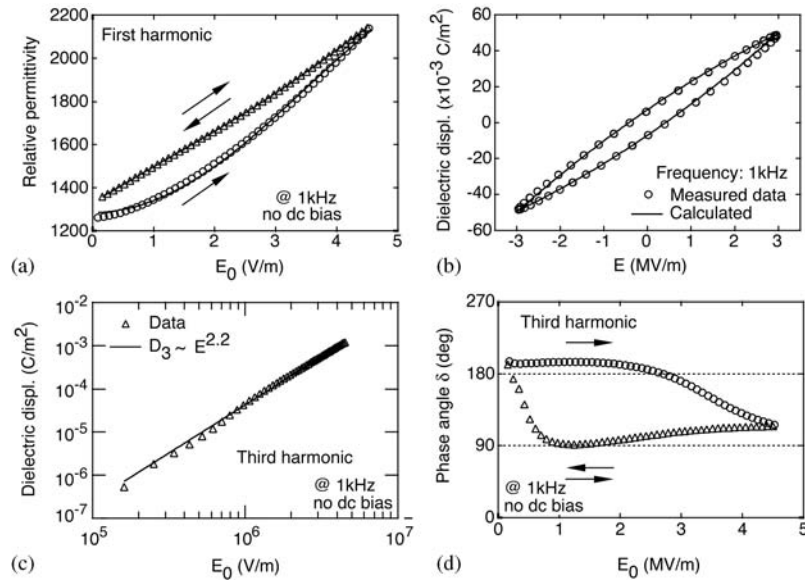 (a)
2200
2000
1800
1600
1400
1200
Relative permittivity
First harmonic
@ 1kHz
no dc bias
0 1 2 3 4 5
E0 (V/m)
(b)
60
40
20
0
-20
-40
-60
Dielectric displ. (x10-3 C/m2)
Frequency: 1kHz
Measured data
Calculated
-3 -2 -1 0 1 2 3
E (MV/m)
(c)
10-2
10-3
10-4
10-5
10-6
10-7
Dielectric displ. (C/m2)
Data
D3 ~ E2.2
Third harmonic
@ 1kHz
no dc bias
105 106 107
E0 (V/m)
(d)
270
180
90
0
Phase angle δ (deg)
Third harmonic
@ 1kHz
no dc bias
0 1 2 3 4 5
E0 (MV/m)